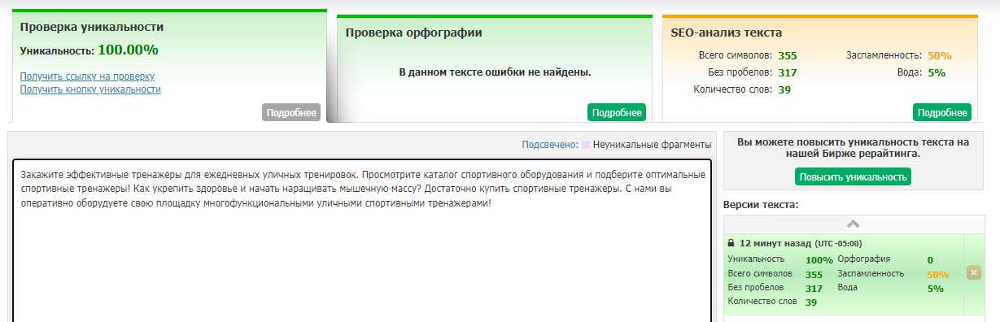 Проверка уникальности
Уникальность: 100.00%
Получить ссылку на проверку
Получить кнопку уникальности
Подробнее
Проверка орфографии
В данном тексте ошибки не найдены.
Подробнее
SEO-анализ текста
Всего символов: 355 Заспамленность: 50%
Без пробелов: 317 Вода: 5%
Количество слов: 39
Подробнее
Подсвечено: Неуникальные фрагменты
Закажите эффективные тренажеры для ежедневных уличных тренировок. Просмотрите каталог спортивного оборудования и подберите оптимальные
спортивные тренажеры! Как укрепить здоровье и начать наращивать мышечную массу? Достаточно купить спортивные тренажеры. С нами вы
оперативно оборудуете свою площадку многофункциональными уличными спортивными тренажерами!
Вы можете повысить уникальность текста на
нашей Бирже рерайтинга.
Повысить уникальность
Версии текста:
12 минут назад (UTC -05:00)
Уникальность 100% Орфография 0
Всего символов 355 Заспамленность 50%
Без пробелов 317 Вода 5%
Количество слов 39